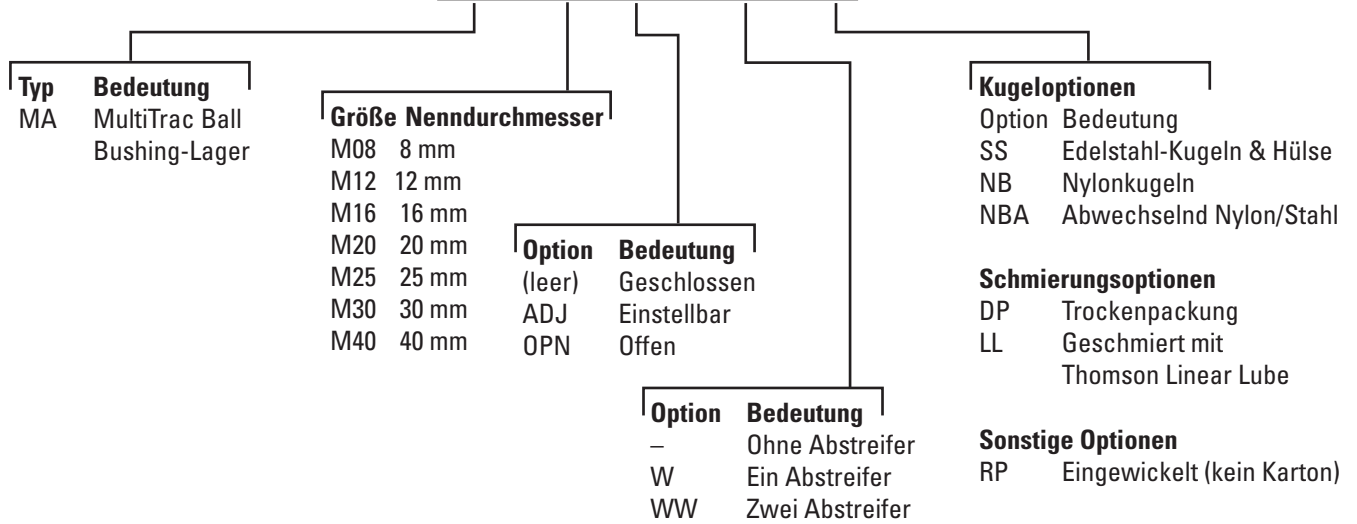 Typ Bedeutung
MA MultiTrac Ball
Bushing-Lager
Größe Nenndurchmesser
M08 8 mm
M12 12 mm
M16 16 mm
M20 20 mm
M25 25 mm
M30 30 mm
M40 40 mm
Option Bedeutung
(leer) Geschlossen
ADJ Einstellbar
OPN Offen
Option Bedeutung
– Ohne Abstreifer
W Ein Abstreifer
WW Zwei Abstreifer
Kugeloptionen
Option Bedeutung
SS Edelstahl-Kugeln & Hülse
NB Nylonkugeln
NBA Abwechselnd Nylon/Stahl
Schmierungsoptionen
DP Trockenpackung
LL Geschmiert mit
Thomson Linear Lube
Sonstige Optionen
RP Eingewickelt (kein Karton)